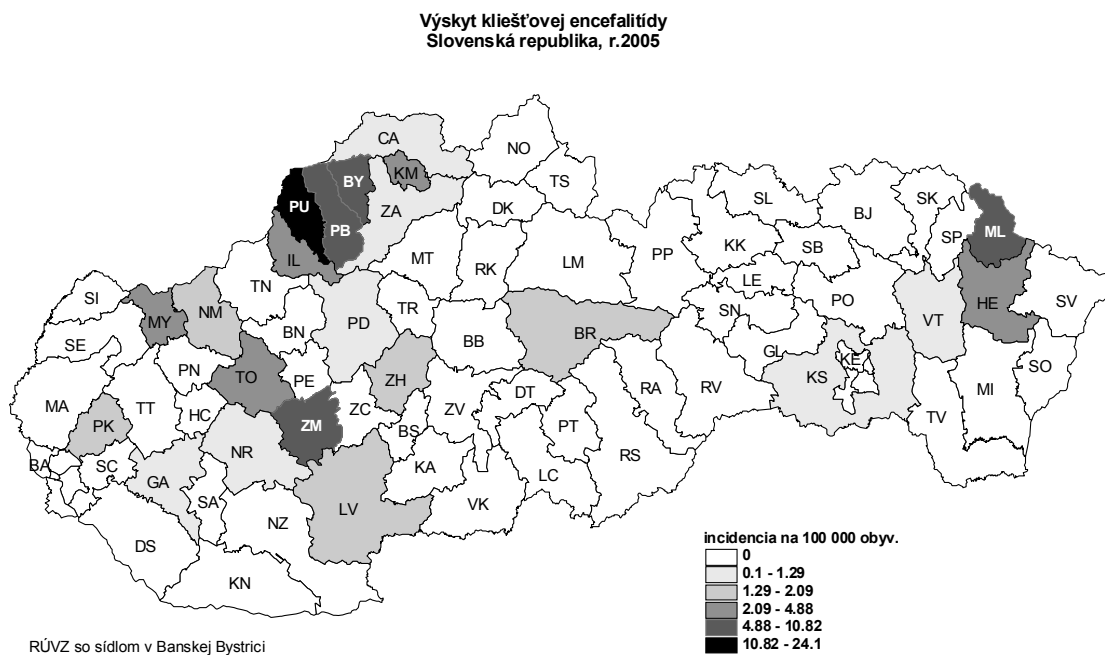 Výskyt kliešťovej encefalitídy
Slovenská republika, r.2005
CA
NO
KM
BY
TS
PU
ZA
DK
SL
SK
BJ
PB
SP
ML
KK
SB
IL
MT
RK
LM
PP
TN
LE
PO
HE
SV
SI
MY
NM
BN
PD
TR
BB
BR
SN
VT
SE
PN
TO
PE
ZH
GL
KE
KS
SO
MA
TT
HC
ZM
ZC
ZV
DT
RA
RV
MI
PK
BS
PT
TV
BA
SC
NR
KA
RS
GA
SA
LC
LV
VK
NZ
DS
KN
incidencia na 100 000 obyv.
0
0.1 - 1.29
1.29 - 2.09
2.09 - 4.88
4.88 - 10.82
10.82 - 24.1
RÚVZ so sídlom v Banskej Bystrici